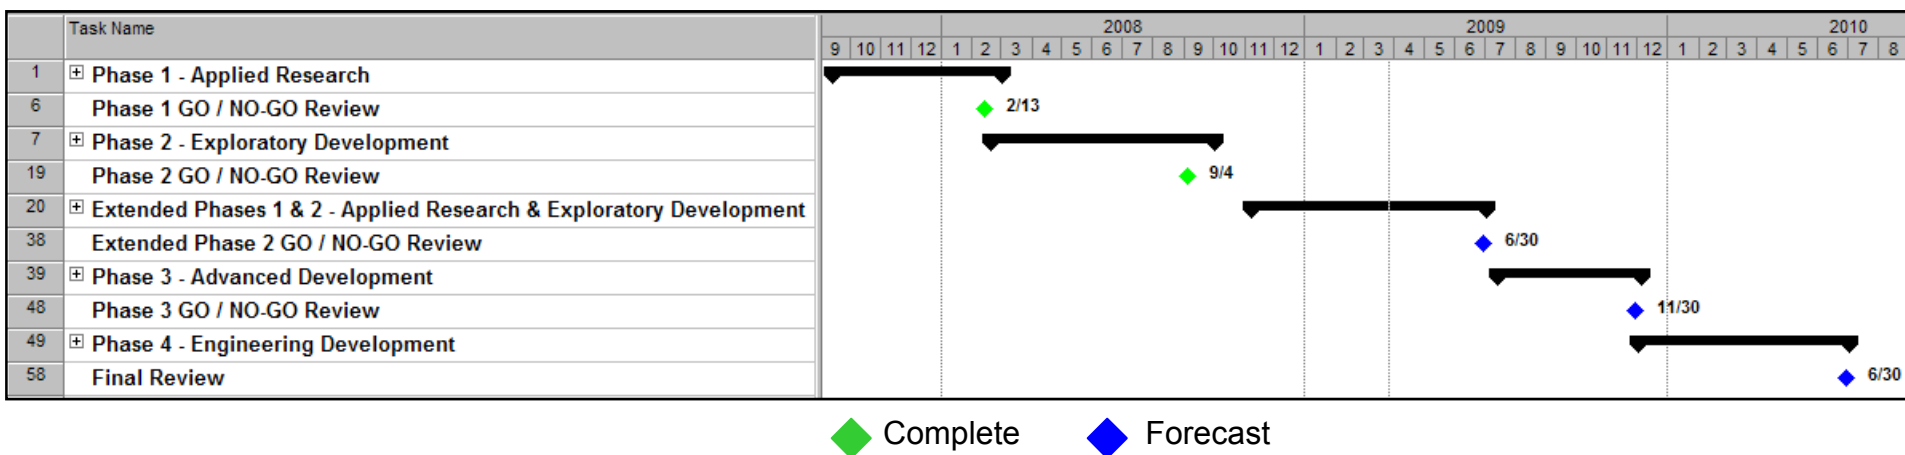 Task Name
2008 2009 2010
9 10 11 12 1 2 3 4 5 6 7 8 9 10 11 12 1 2 3 4 5 6 7 8 9 10 11 12 1 2 3 4 5 6 7 8
1 Phase 1 - Applied Research
6 Phase 1 GO / NO-GO Review 2/13
7 Phase 2 - Exploratory Development
19 Phase 2 GO / NO-GO Review 9/4
20 Extended Phases 1 & 2 - Applied Research & Exploratory Development
38 Extended Phase 2 GO / NO-GO Review 6/30
39 Phase 3 - Advanced Development
48 Phase 3 GO / NO-GO Review 11/30
49 Phase 4 - Engineering Development
58 Final Review 6/30
Complete Forecast